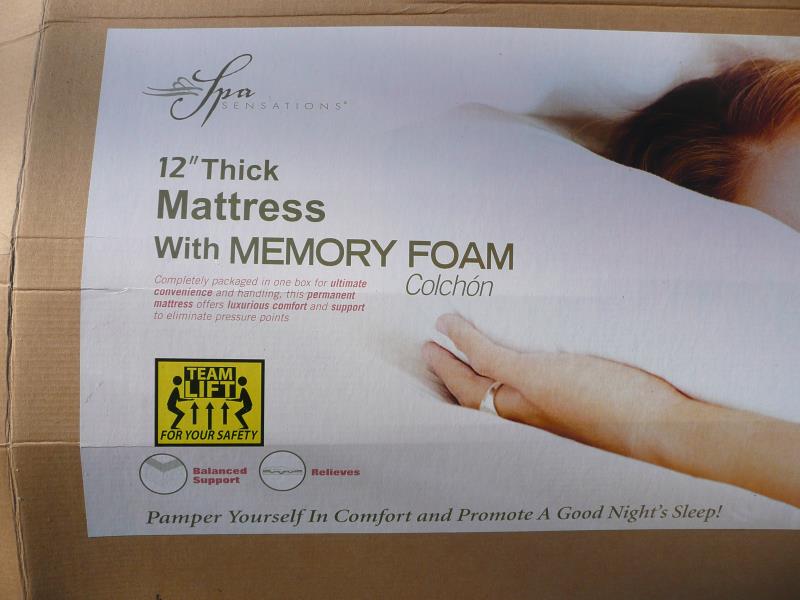 Spa
SENSATIONS®
12" Thick
Mattress
With MEMORY FOAM
Colchón
Completely packaged in one box for ultimate
convenience and handling, this permanent
mattress offers luxurious comfort and support
to eliminate pressure points
TEAM
LIFT
FOR YOUR SAFETY
Balanced
Support
Relieves
Pamper Yourself In Comfort and Promote A Good Night's Sleep!